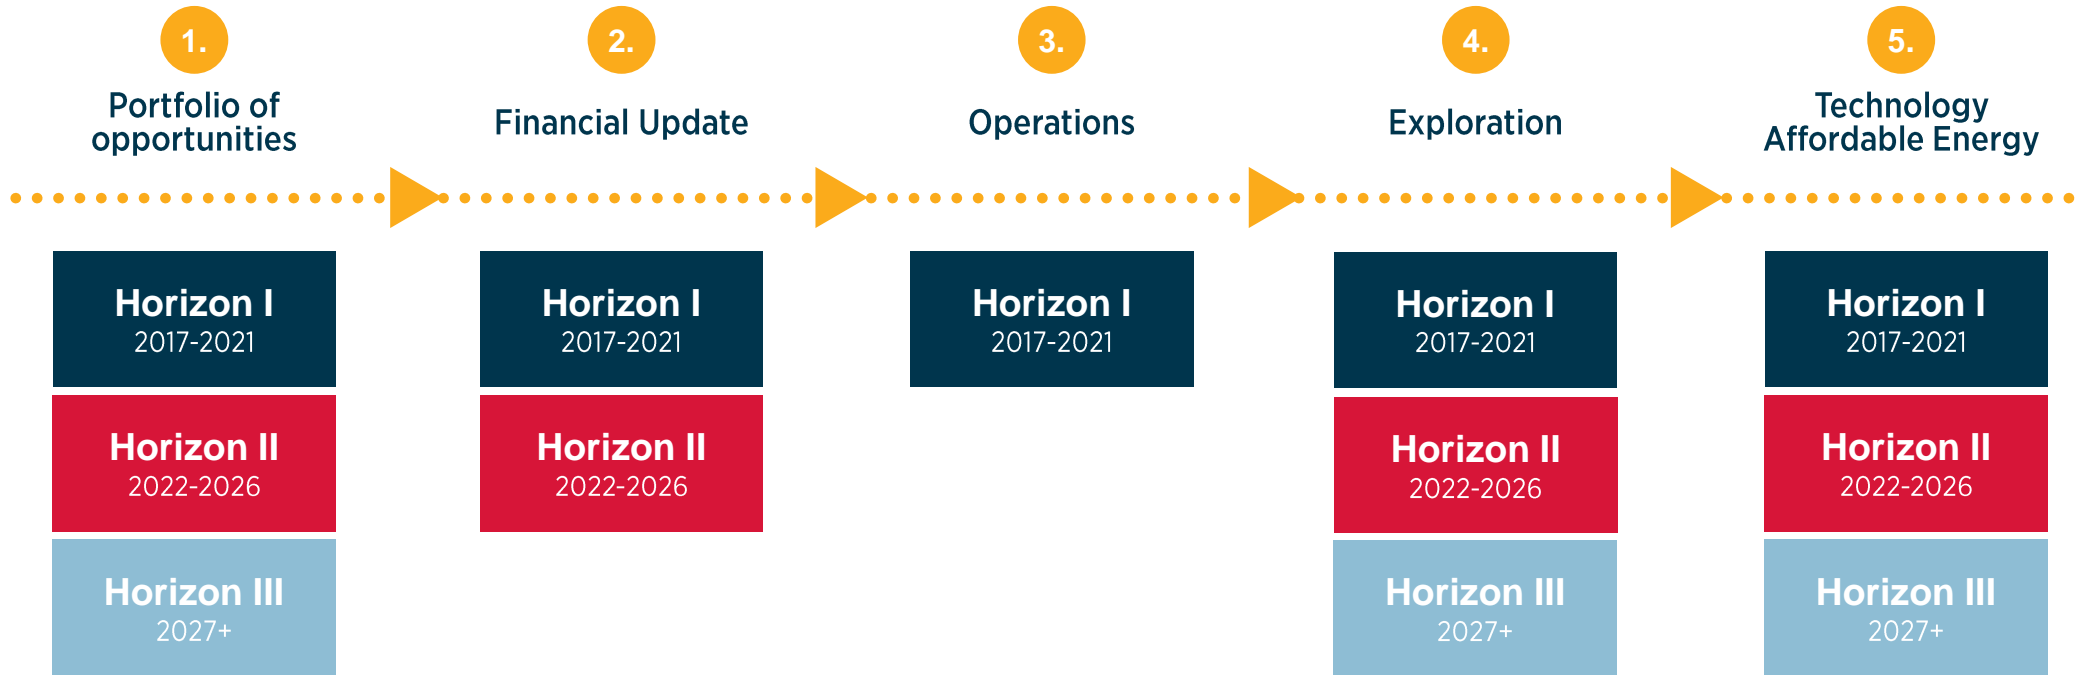 1.
Portfolio of
opportunities
2.
Financial Update
3.
Operations
4.
Exploration
5.
Technology
Affordable Energy
Horizon I
2017-2021
Horizon II
2022-2026
Horizon III
2027+
Horizon I
2017-2021
Horizon II
2022-2026
Horizon I
2017-2021
Horizon I
2017-2021
Horizon II
2022-2026
Horizon III
2027+
Horizon I
2017-2021
Horizon II
2022-2026
Horizon III
2027+